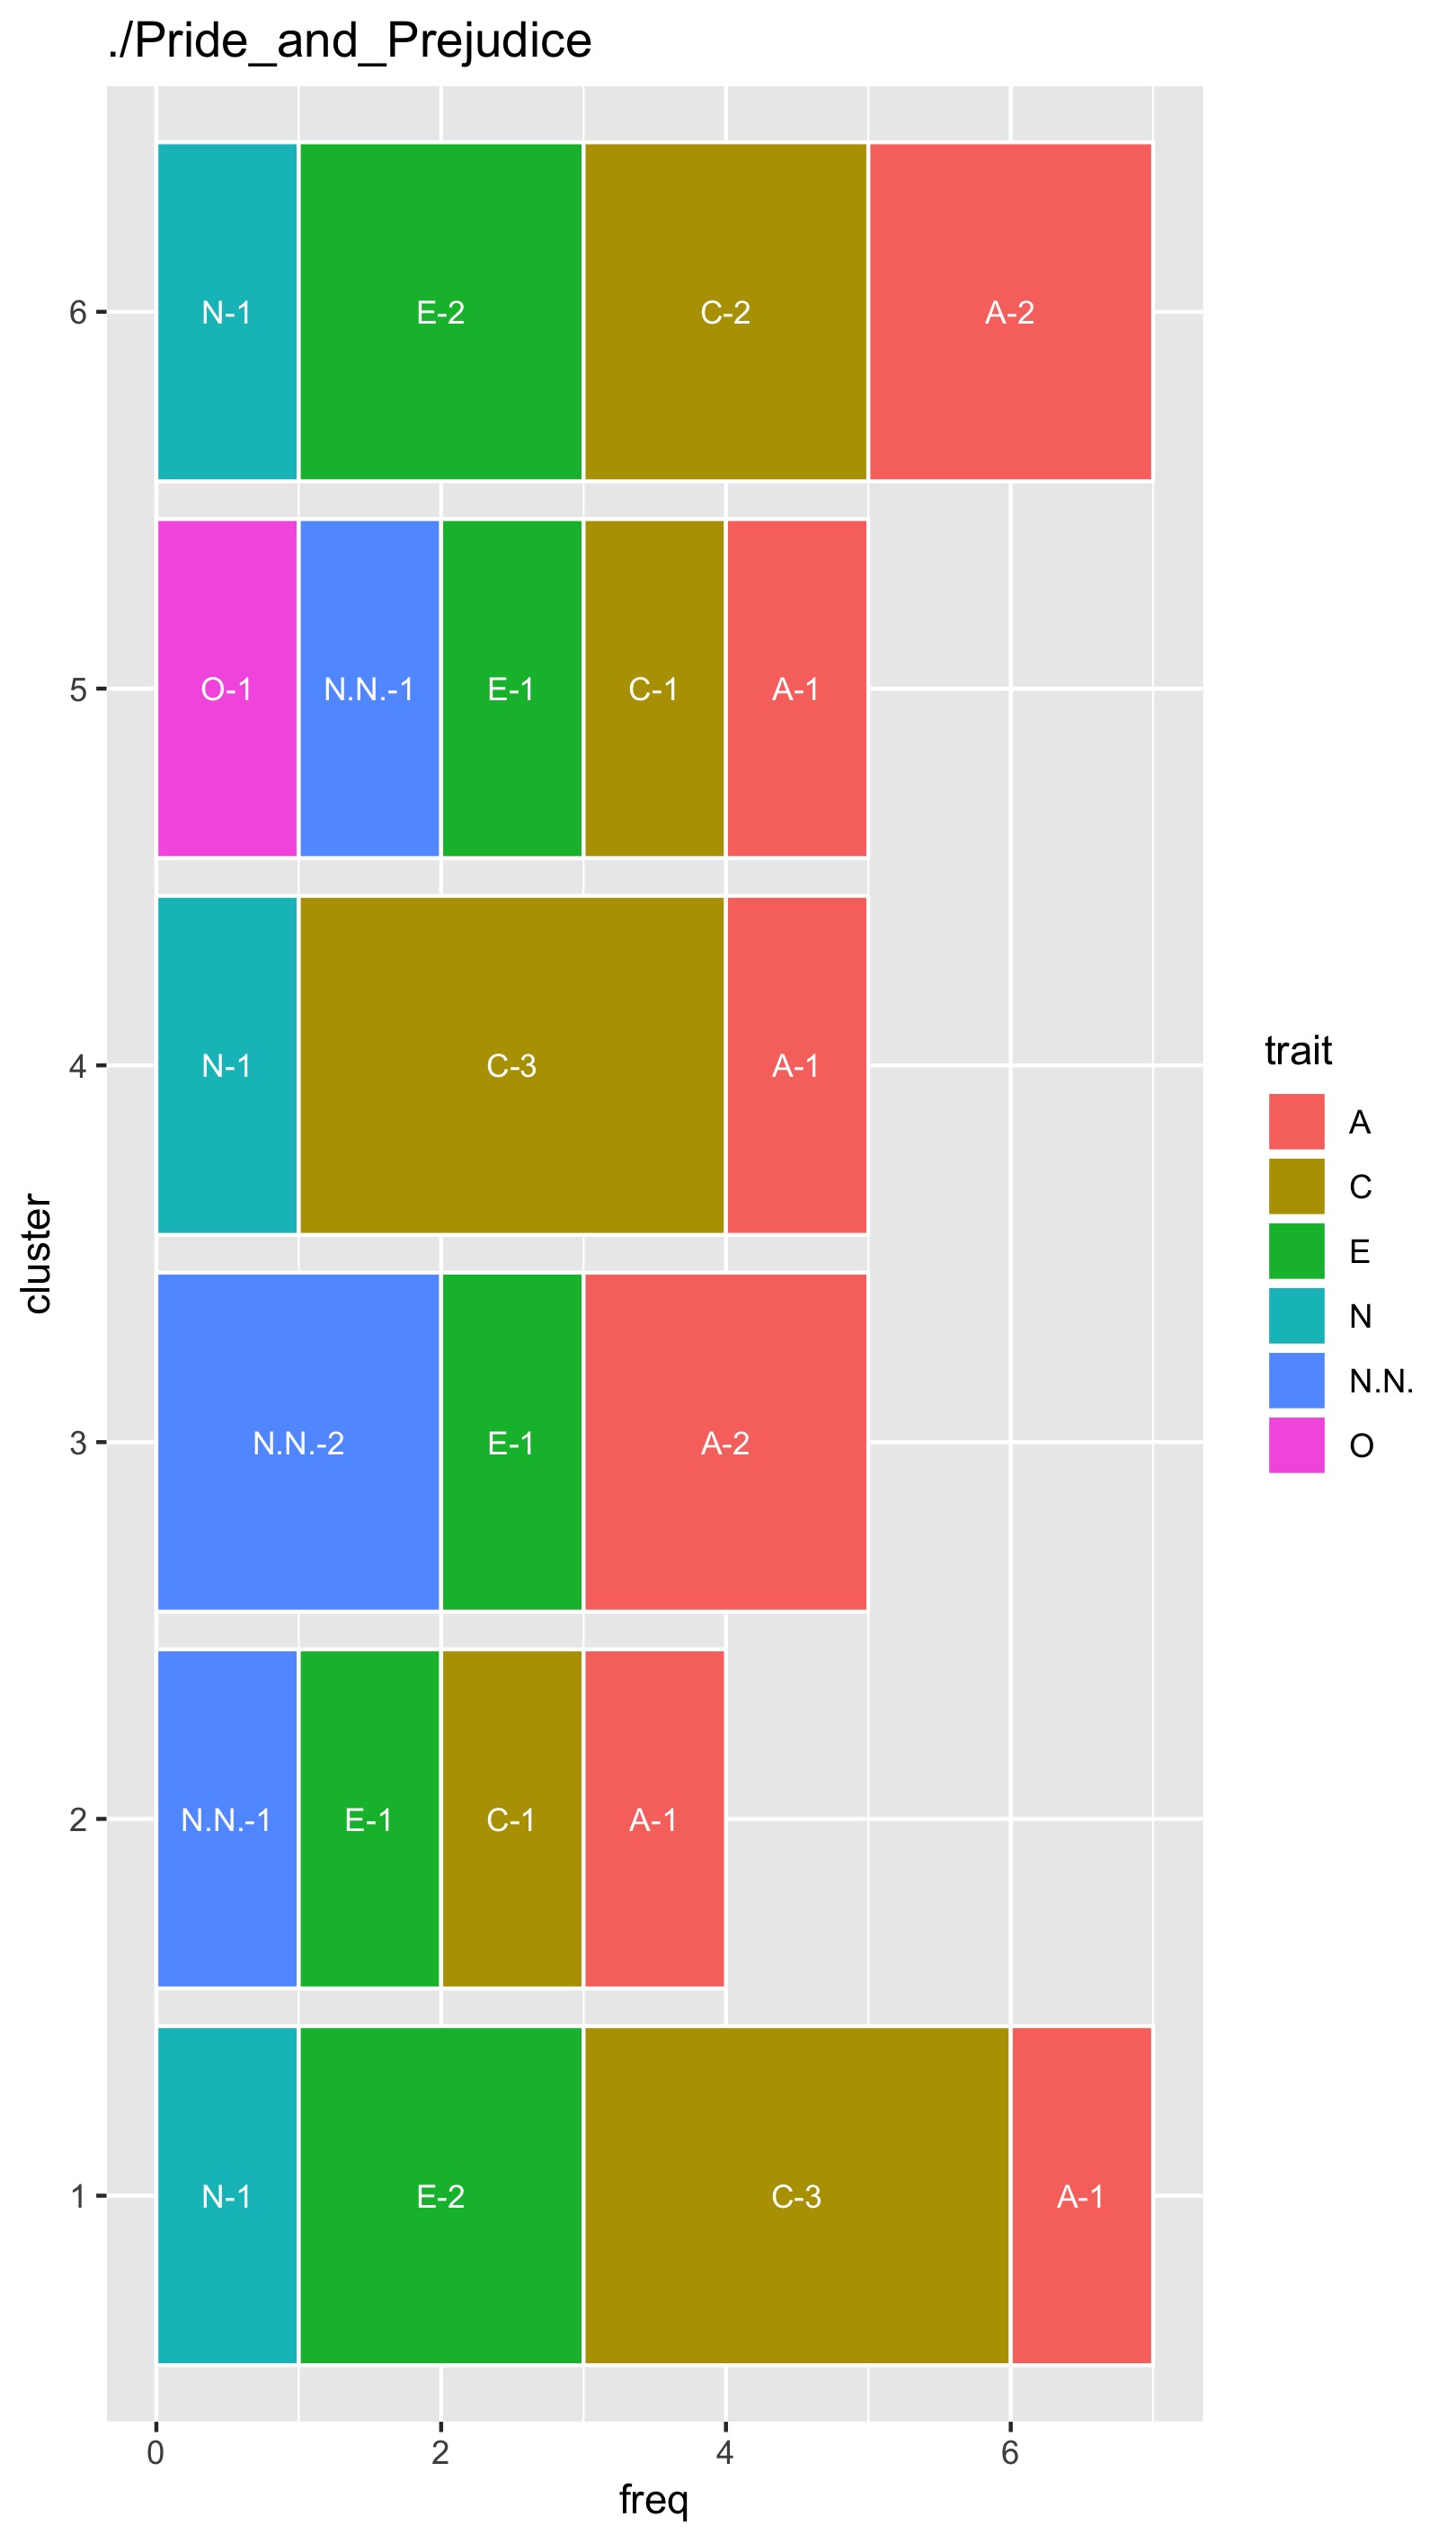 ./Pride_and_Prejudice
6
N-1 E-2 C-2 A-2
5
O-1 N.N.-1 E-1 C-1 A-1
4
N-1 C-3 A-1
3
N.N.-2 E-1 A-2
2
N.N.-1 E-1 C-1 A-1
1
N-1 E-2 C-3 A-1
0 2 4 6
freq
cluster
trait
A
C
E
N
N.N.
O